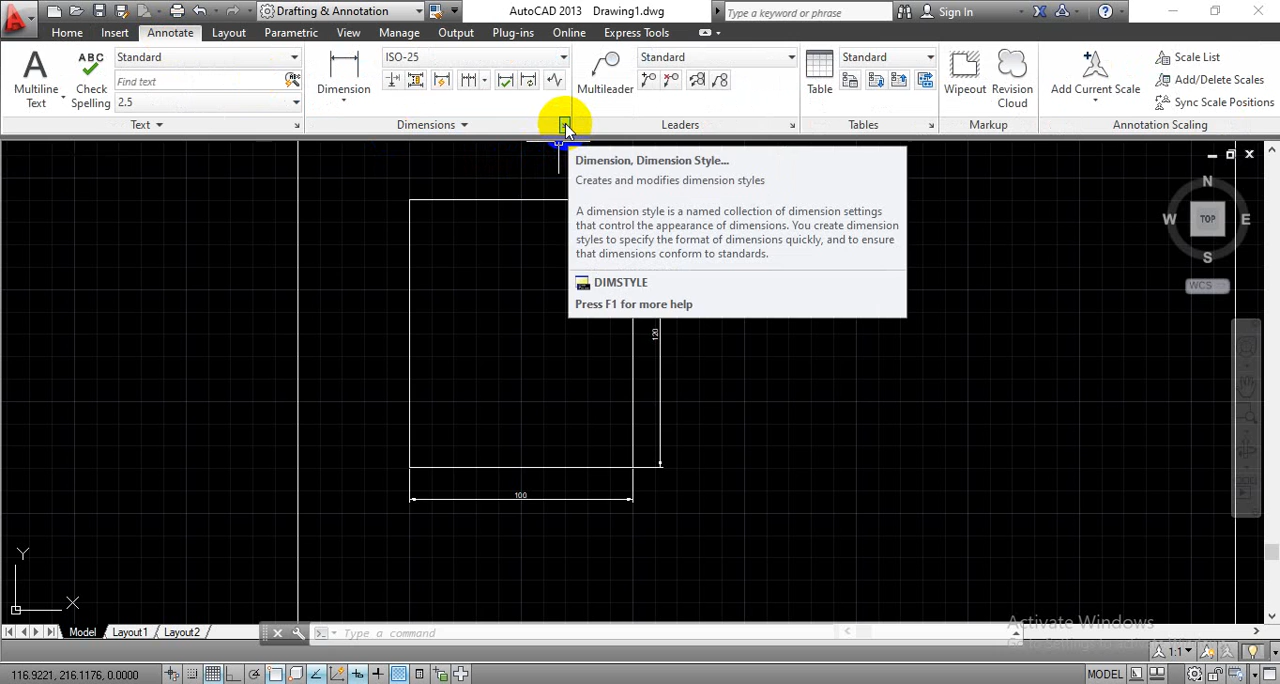 Drafting & Annotation
AutoCAD 2013 Drawing1.dwg
Type a keyword or phrase
Sign In
Home Insert Annotate Layout Parametric View Manage Output Plug-ins Online Express Tools
Multiline Text
ABC
Check Spelling
Standard
Find text
2.5
Text
Dimension
ISO-25
Dimensions
Multileader
Standard
Leaders
Table
Standard
Tables
Wipeout
Revision Cloud
Markup
Add Current Scale
Scale List
Add/Delete Scales
Sync Scale Positions
Annotation Scaling
Dimension, Dimension Style...
Creates and modifies dimension styles
A dimension style is a named collection of dimension settings
that control the appearance of dimensions. You create dimension
styles to specify the format of dimensions quickly, and to ensure
that dimensions conform to standards.
DIMSTYLE
Press F1 for more help
N
W TOP E
S
WCS
120
100
Y
X
Activate Windows
Model Layout1 Layout2
Type a command
1:1
116.9221, 216.1176, 0.0000
MODEL